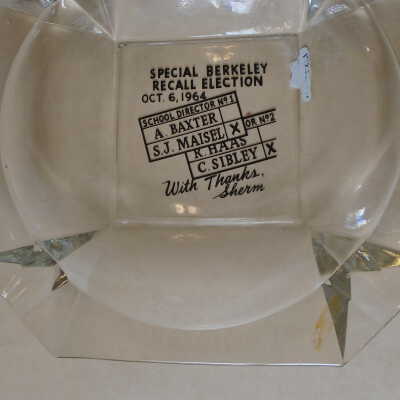 SPECIAL BERKELEY
RECALL ELECTION
OCT. 6, 1964
SCHOOL DIRECTOR Nº 1
A. BAXTER
S.J. MAISEL X
OR Nº 2
R. HAAS
C. SIBLEY X
With Thanks,
Sherm